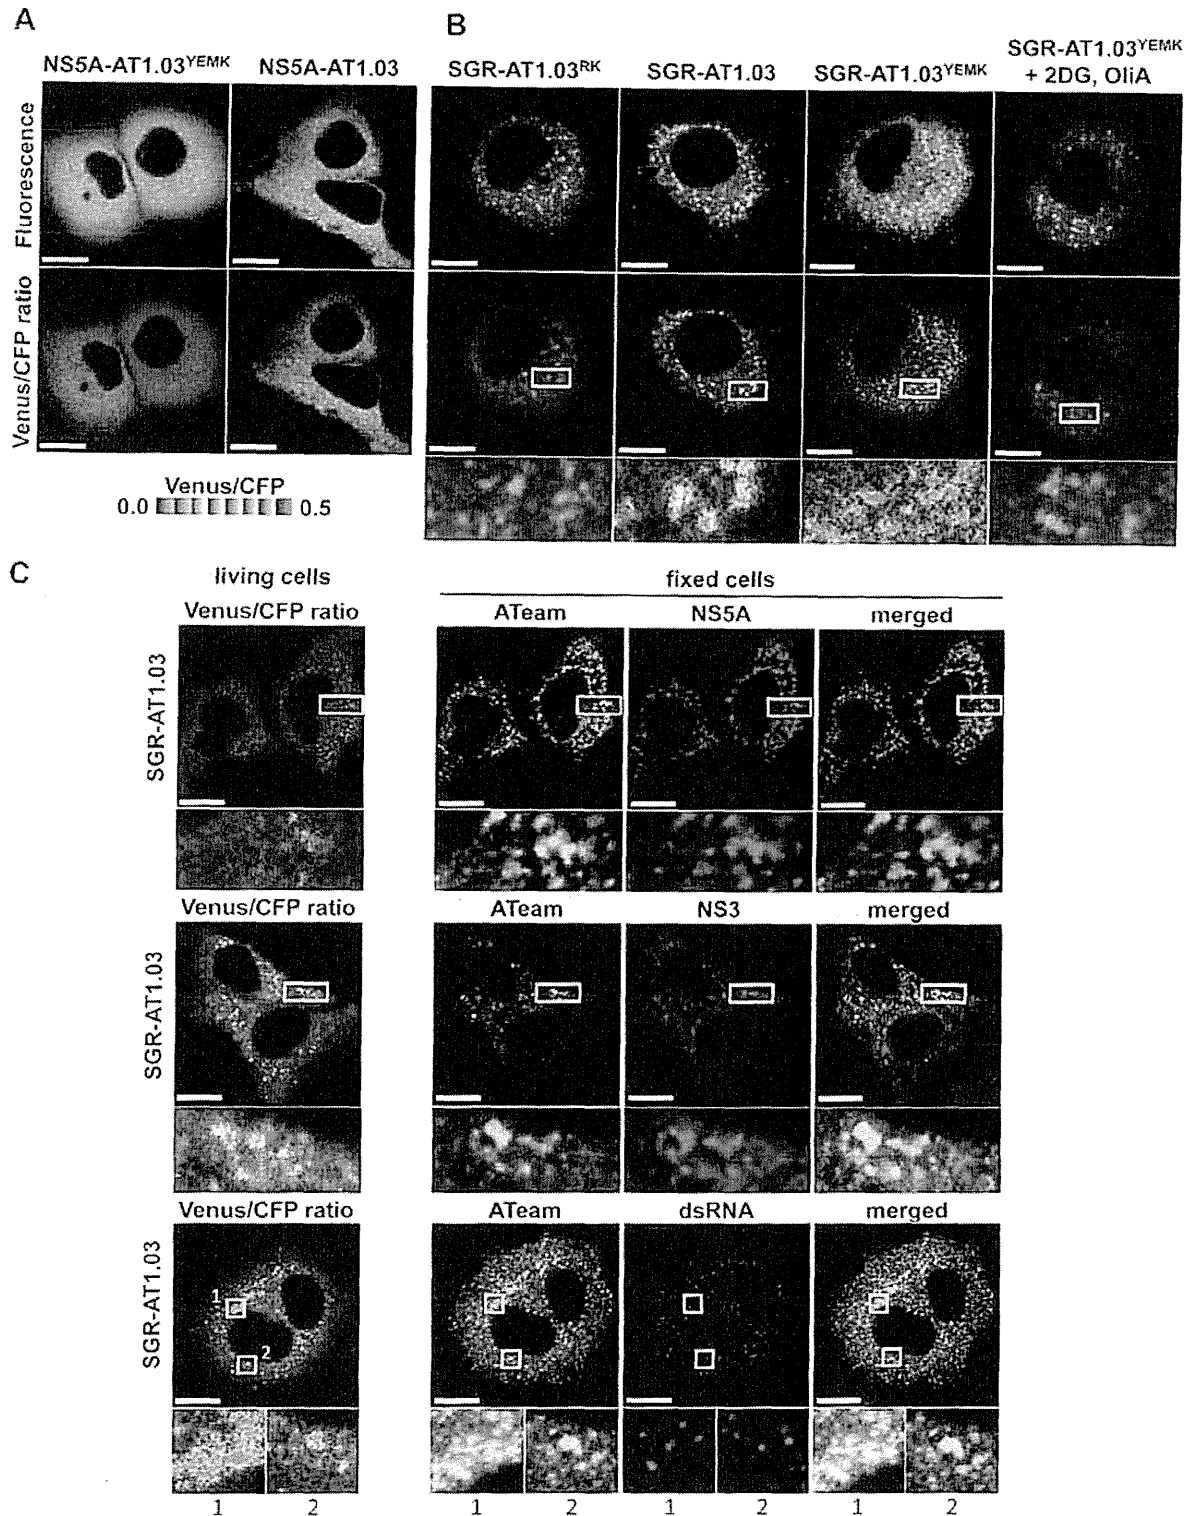 A
B
NS5A-AT1.03YEMK
NS5A-AT1.03
SGR-AT1.03RK
SGR-AT1.03
SGR-AT1.03YEMK
SGR-AT1.03YEMK
+ 2DG, OliA
Fluorescence
Venus/CFP ratio
Venus/CFP
0.0
0.5
C
living cells
fixed cells
Venus/CFP ratio
ATeam
NS5A
merged
SGR-AT1.03
Venus/CFP ratio
ATeam
NS3
merged
SGR-AT1.03
Venus/CFP ratio
ATeam
dsRNA
merged
SGR-AT1.03
1
2
1
2
1
2
1
2
1
2